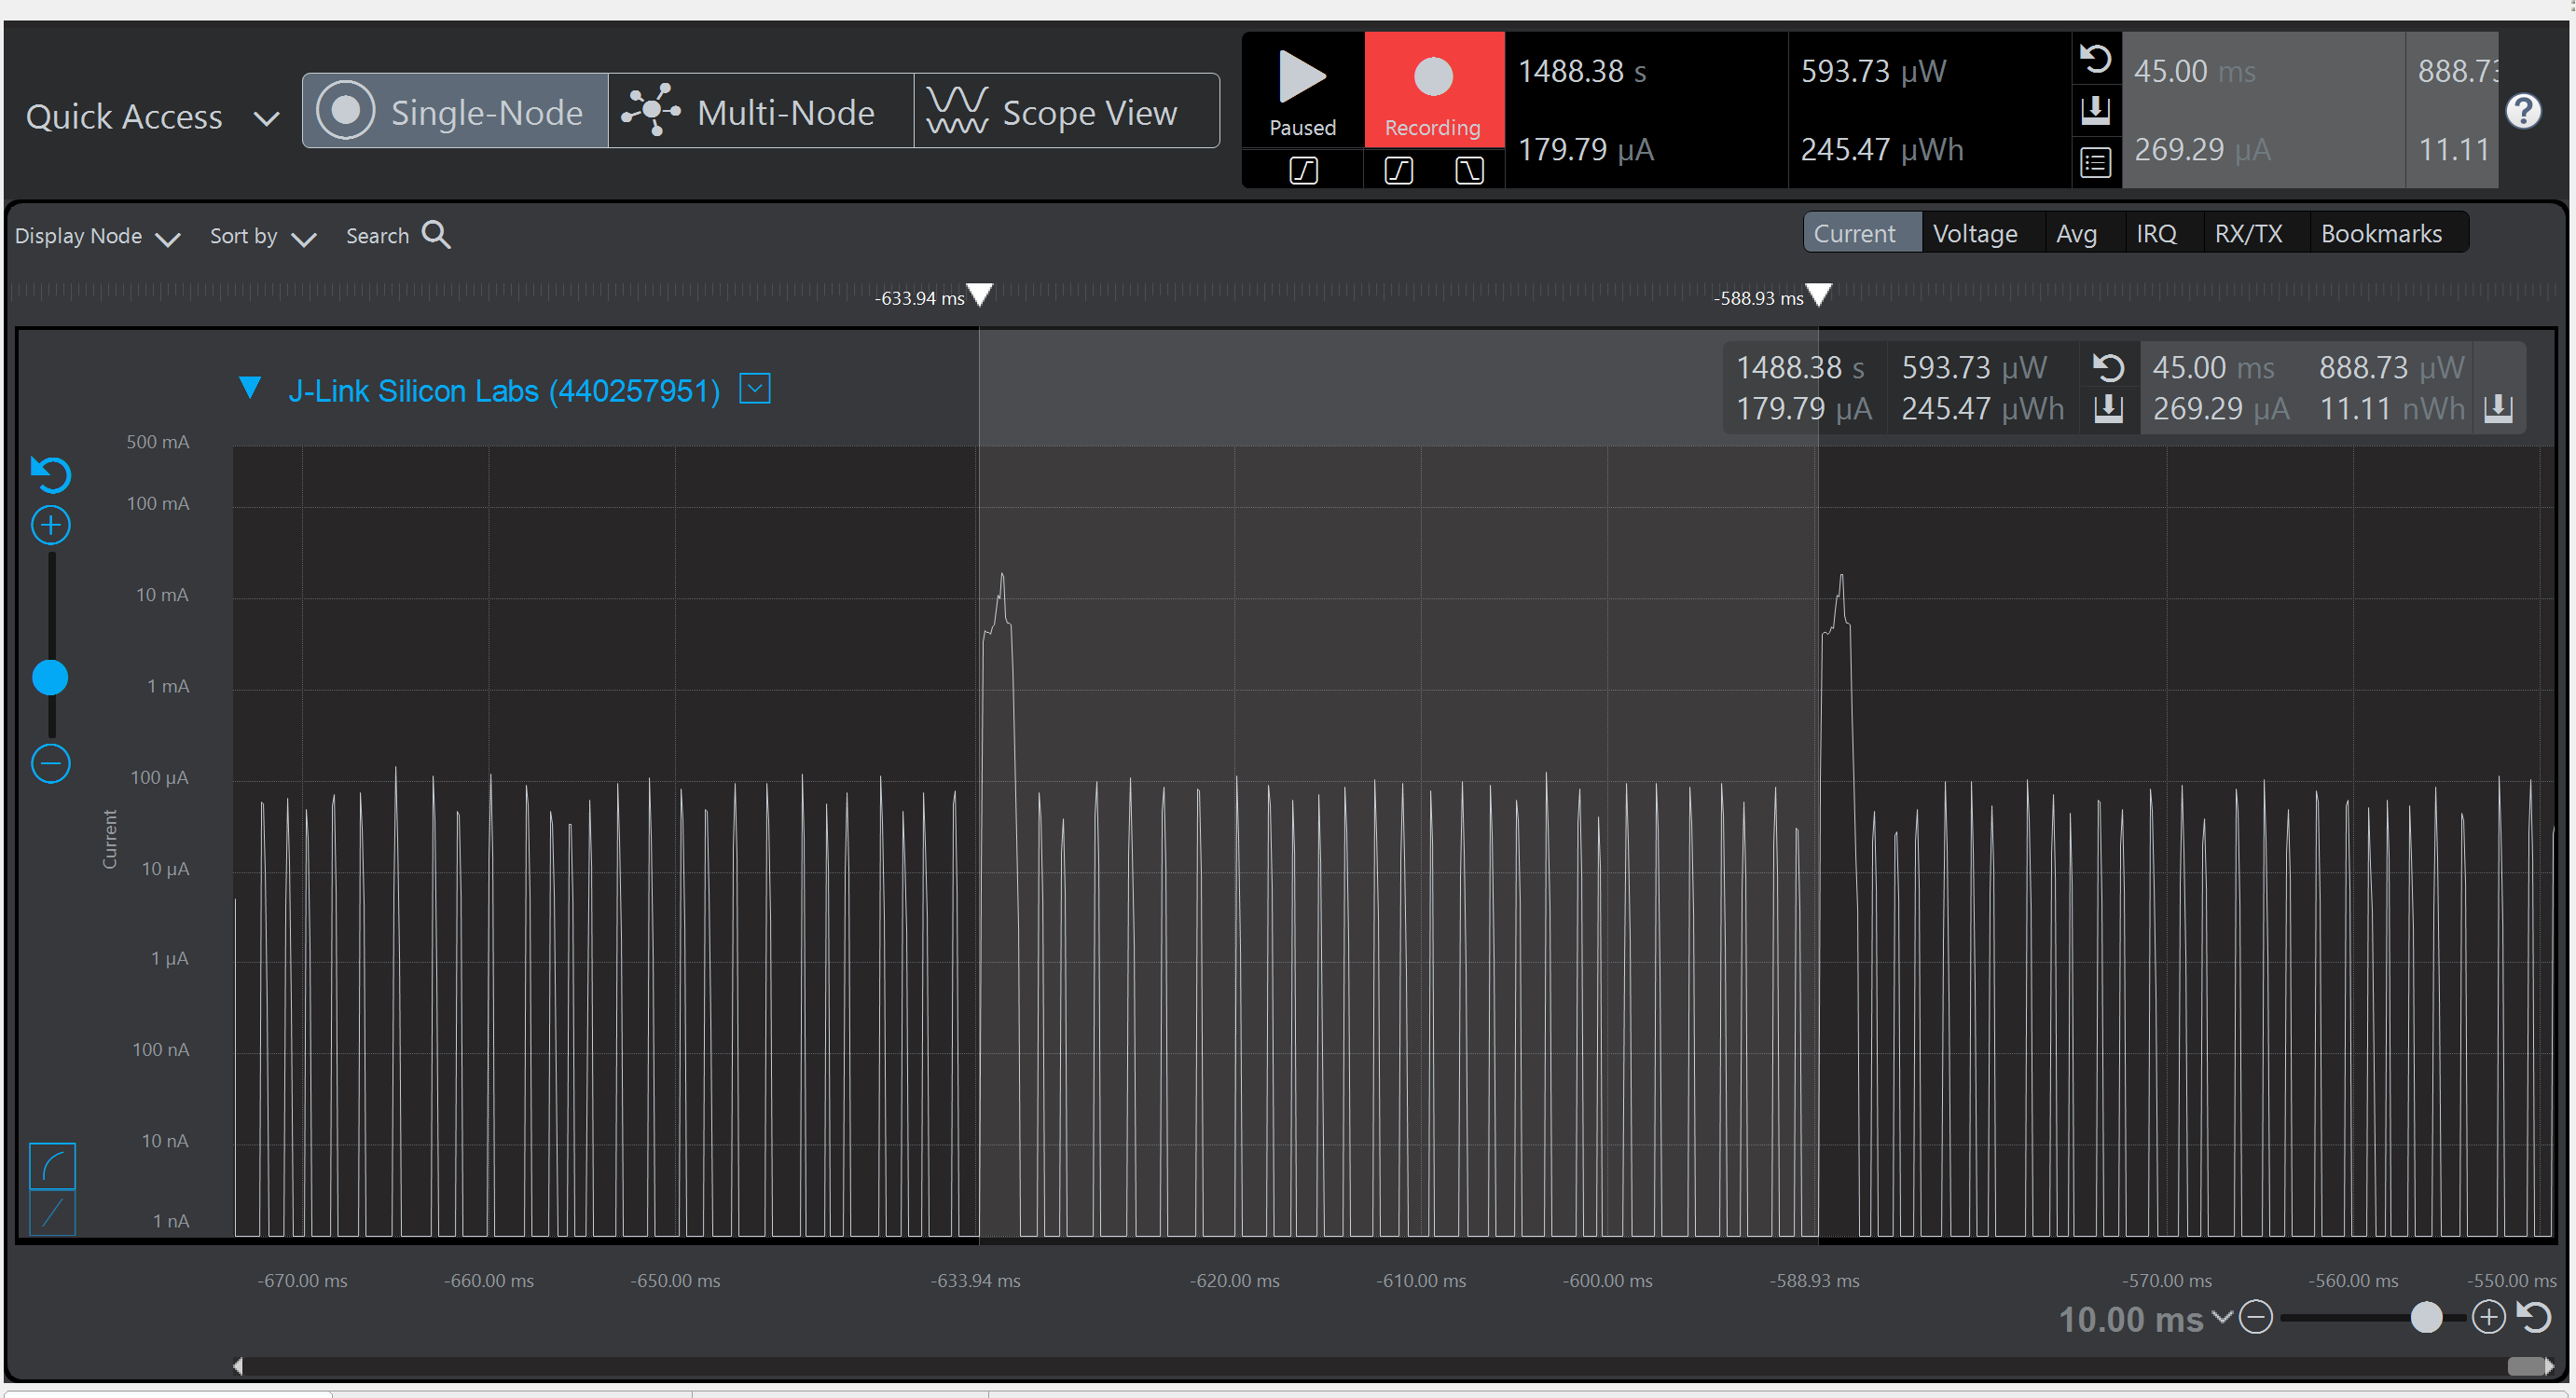 Quick Access
Single-Node
Multi-Node
Scope View
Paused
Recording
1488.38 s
179.79 µA
593.73 µW
245.47 µWh
45.00 ms
269.29 µA
888.73
11.11
?
Display Node
Sort by
Search
Current
Voltage
Avg
IRQ
RX/TX
Bookmarks
-633.94 ms
-588.93 ms
J-Link Silicon Labs (440257951)
1488.38 s 593.73 µW 45.00 ms 888.73 µW
179.79 µA 245.47 µWh 269.29 µA 11.11 nWh
500 mA
100 mA
10 mA
1 mA
100 µA
10 µA
1 µA
100 nA
10 nA
1 nA
Current
-670.00 ms -660.00 ms -650.00 ms -633.94 ms -620.00 ms -610.00 ms -600.00 ms -588.93 ms -570.00 ms -560.00 ms -550.00 ms
10.00 ms